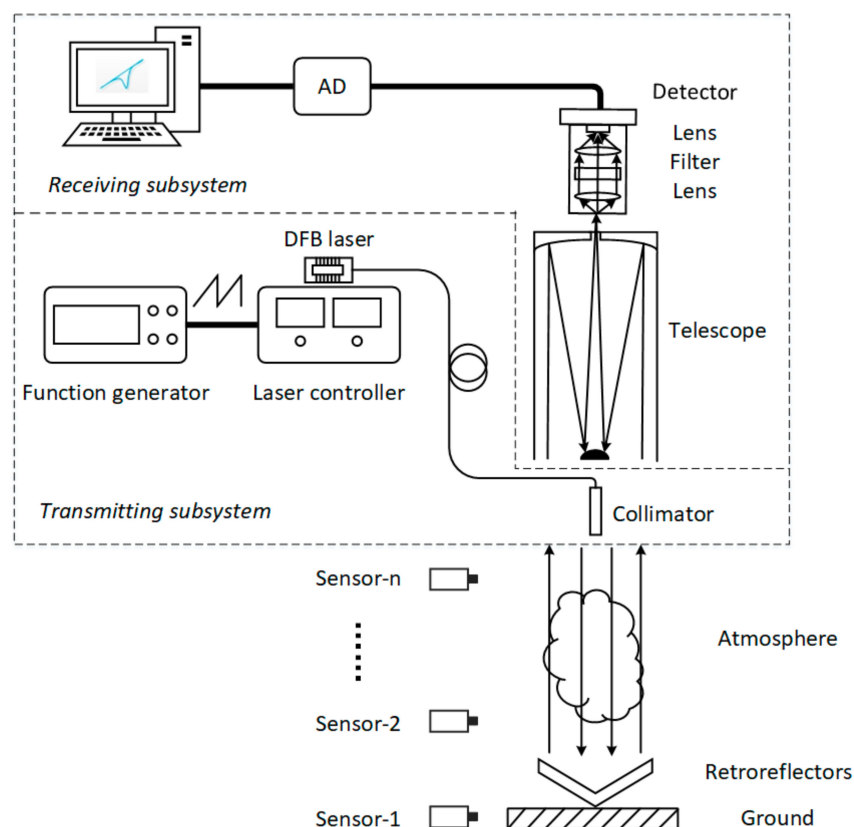 AD
Detector
Lens
Filter
Lens
Receiving subsystem
DFB laser
Telescope
Function generator
Laser controller
Transmitting subsystem
Collimator
Sensor-n
Atmosphere
Sensor-2
Retroreflectors
Sensor-1
Ground